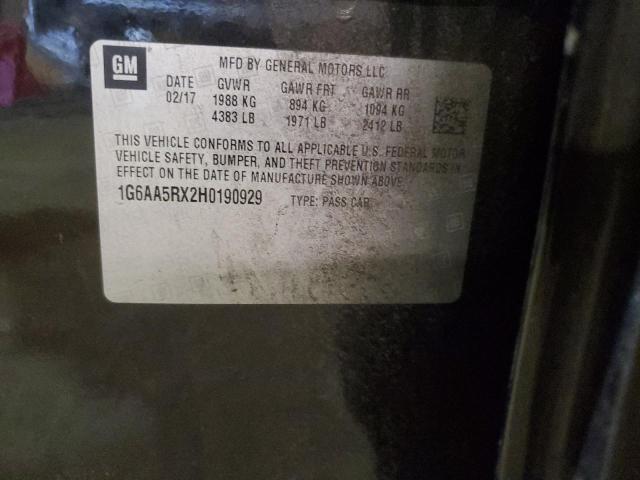 GM
MFD BY GENERAL MOTORS LLC
DATE GVWR GAWR FRT GAWR RR
02/17 1988 KG 894 KG 1094 KG
4383 LB 1971 LB 2412 LB
THIS VEHICLE CONFORMS TO ALL APPLICABLE U.S. FEDERAL MOTOR
VEHICLE SAFETY, BUMPER, AND THEFT PREVENTION STANDARDS IN
EFFECT ON THE DATE OF MANUFACTURE SHOWN ABOVE.
1G6AA5RX2H0190929 TYPE: PASS CAR